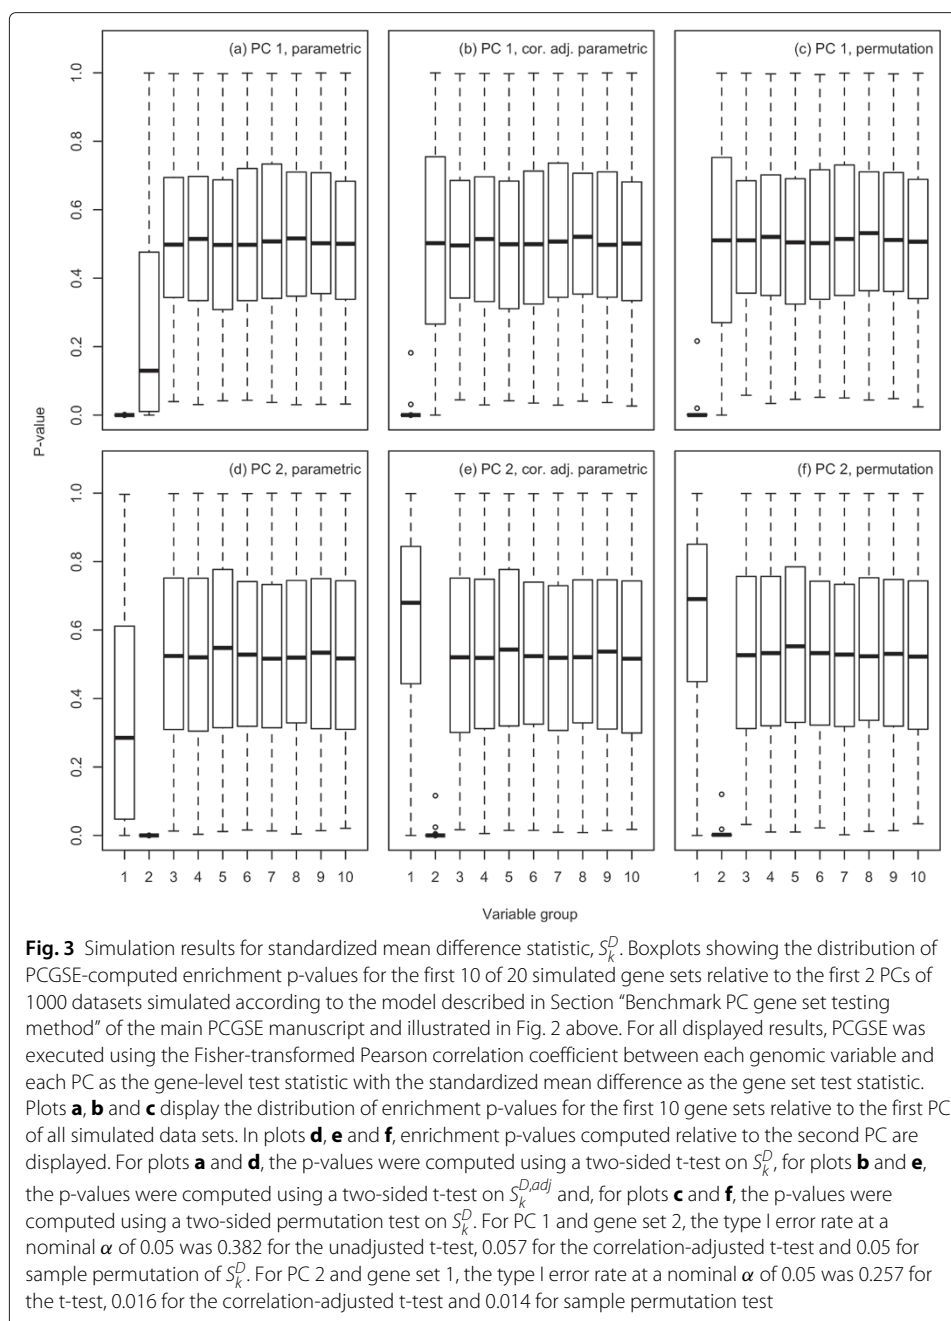 (a) PC 1, parametric
(b) PC 1, cor. adj. parametric
(c) PC 1, permutation
1.0
0.8
0.6
0.4
0.2
0.0
P-value
(d) PC 2, parametric
(e) PC 2, cor. adj. parametric
(f) PC 2, permutation
1.0
0.8
0.6
0.4
0.2
0.0
1 2 3 4 5 6 7 8 9 10
1 2 3 4 5 6 7 8 9 10
1 2 3 4 5 6 7 8 9 10
Variable group
Fig. 3 Simulation results for standardized mean difference statistic, S_k^D. Boxplots showing the distribution of
PCGSE-computed enrichment p-values for the first 10 of 20 simulated gene sets relative to the first 2 PCs of
1000 datasets simulated according to the model described in Section “Benchmark PC gene set testing
method” of the main PCGSE manuscript and illustrated in Fig. 2 above. For all displayed results, PCGSE was
executed using the Fisher-transformed Pearson correlation coefficient between each genomic variable and
each PC as the gene-level test statistic with the standardized mean difference as the gene set test statistic.
Plots a, b and c display the distribution of enrichment p-values for the first 10 gene sets relative to the first PC
of all simulated data sets. In plots d, e and f, enrichment p-values computed relative to the second PC are
displayed. For plots a and d, the p-values were computed using a two-sided t-test on S_k^D, for plots b and e,
the p-values were computed using a two-sided t-test on S_k^{D,adj} and, for plots c and f, the p-values were
computed using a two-sided permutation test on S_k^D. For PC 1 and gene set 2, the type I error rate at a
nominal α of 0.05 was 0.382 for the unadjusted t-test, 0.057 for the correlation-adjusted t-test and 0.05 for
sample permutation of S_k^D. For PC 2 and gene set 1, the type I error rate at a nominal α of 0.05 was 0.257 for
the t-test, 0.016 for the correlation-adjusted t-test and 0.014 for sample permutation test